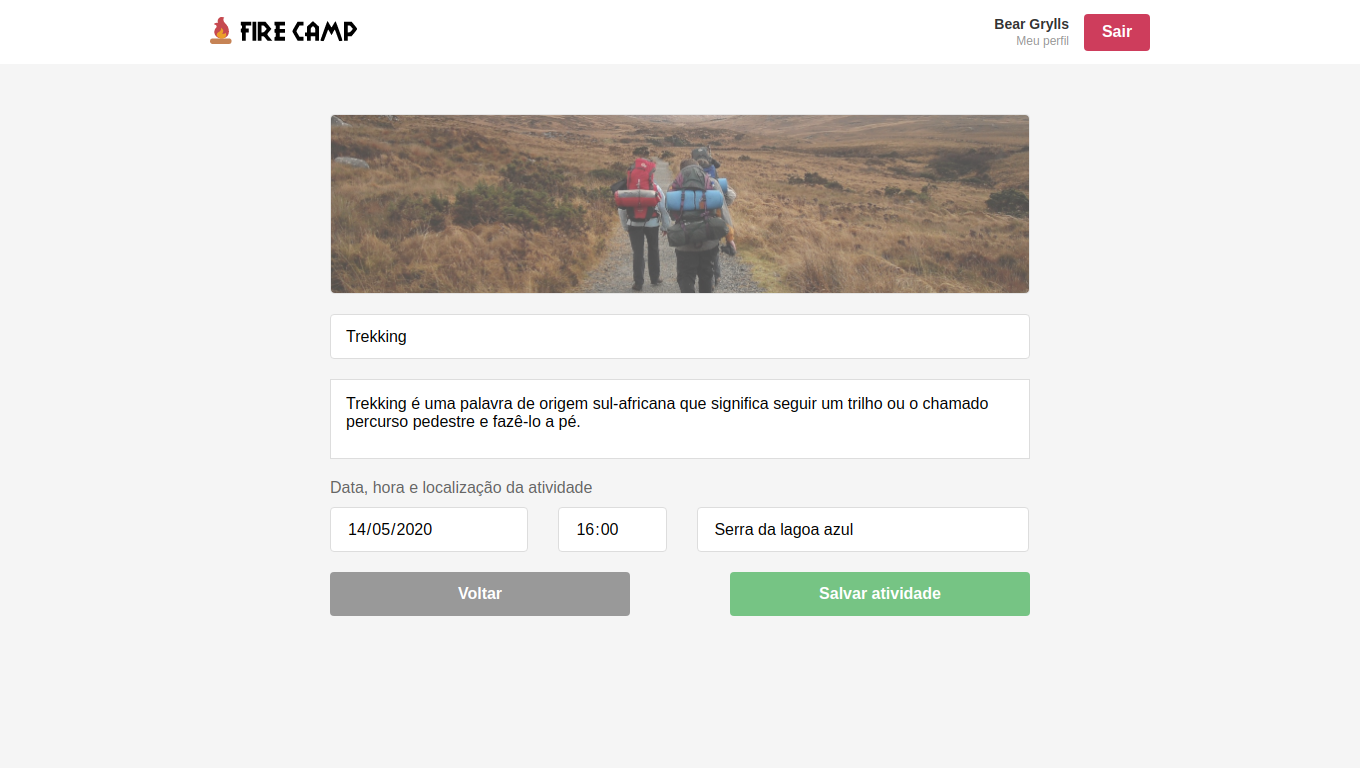 FIRE CAMP
Bear Grylls
Meu perfil
Sair
Trekking
Trekking é uma palavra de origem sul-africana que significa seguir um trilho ou o chamado
percurso pedestre e fazê-lo a pé.
Data, hora e localização da atividade
14/05/2020
16:00
Serra da lagoa azul
Voltar
Salvar atividade